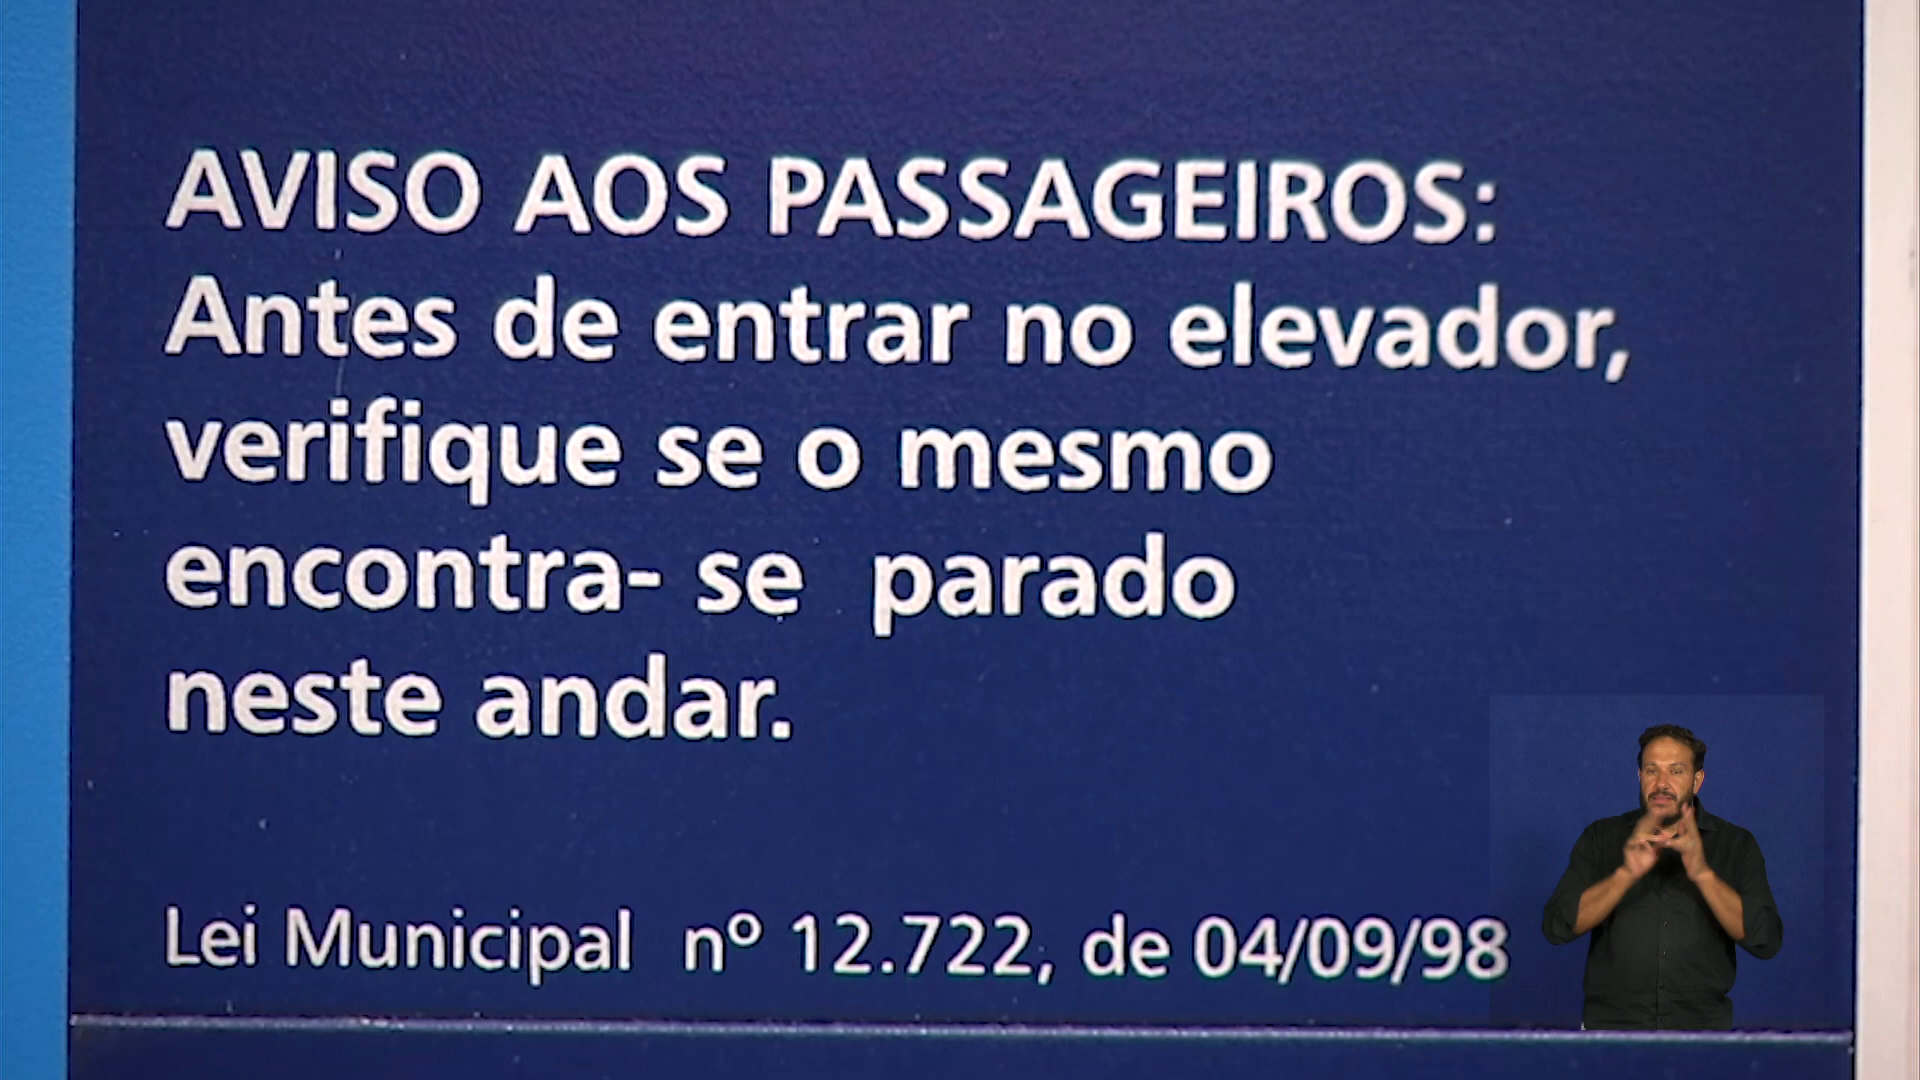 AVISO AOS PASSAGEIROS:
Antes de entrar no elevador,
verifique se o mesmo
encontra- se  parado
neste andar.
Lei Municipal  nº 12.722, de 04/09/98